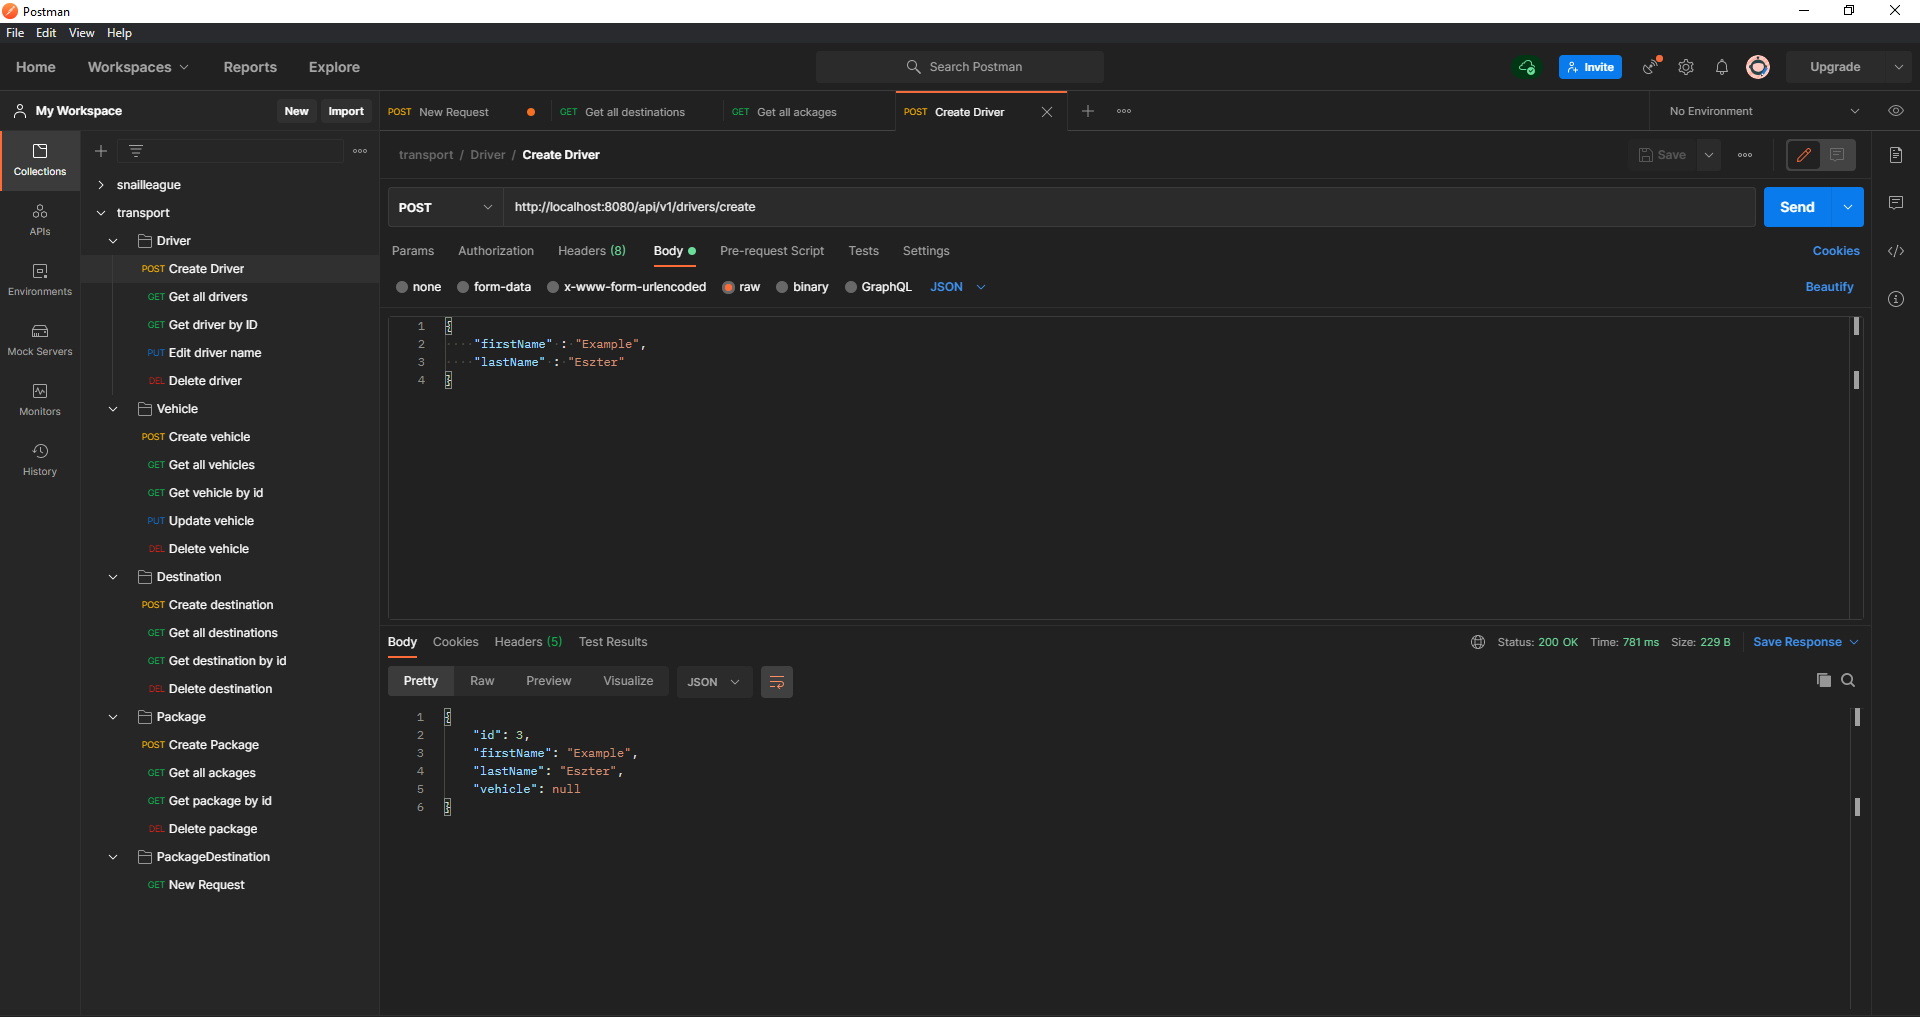 Postman
File Edit View Help
Home Workspaces Reports Explore Search Postman Invite Upgrade
My Workspace New Import
POST New Request GET Get all destinations GET Get all ackages POST Create Driver No Environment
Collections
APIs
Environments
Mock Servers
Monitors
History
snailleague
transport
Driver
POST Create Driver
GET Get all drivers
GET Get driver by ID
PUT Edit driver name
DEL Delete driver
Vehicle
POST Create vehicle
GET Get all vehicles
GET Get vehicle by id
PUT Update vehicle
DEL Delete vehicle
Destination
POST Create destination
GET Get all destinations
GET Get destination by id
DEL Delete destination
Package
POST Create Package
GET Get all ackages
GET Get package by id
DEL Delete package
PackageDestination
GET New Request
transport / Driver / Create Driver Save
POST http://localhost:8080/api/v1/drivers/create Send
Params Authorization Headers (8) Body Pre-request Script Tests Settings Cookies
none form-data x-www-form-urlencoded raw binary GraphQL JSON Beautify
1 {
2 "firstName" : "Example",
3 "lastName" : "Eszter"
4 }
Body Cookies Headers (5) Test Results Status: 200 OK Time: 781 ms Size: 229 B Save Response
Pretty Raw Preview Visualize JSON
1 {
2 "id": 3,
3 "firstName": "Example",
4 "lastName": "Eszter",
5 "vehicle": null
6 }